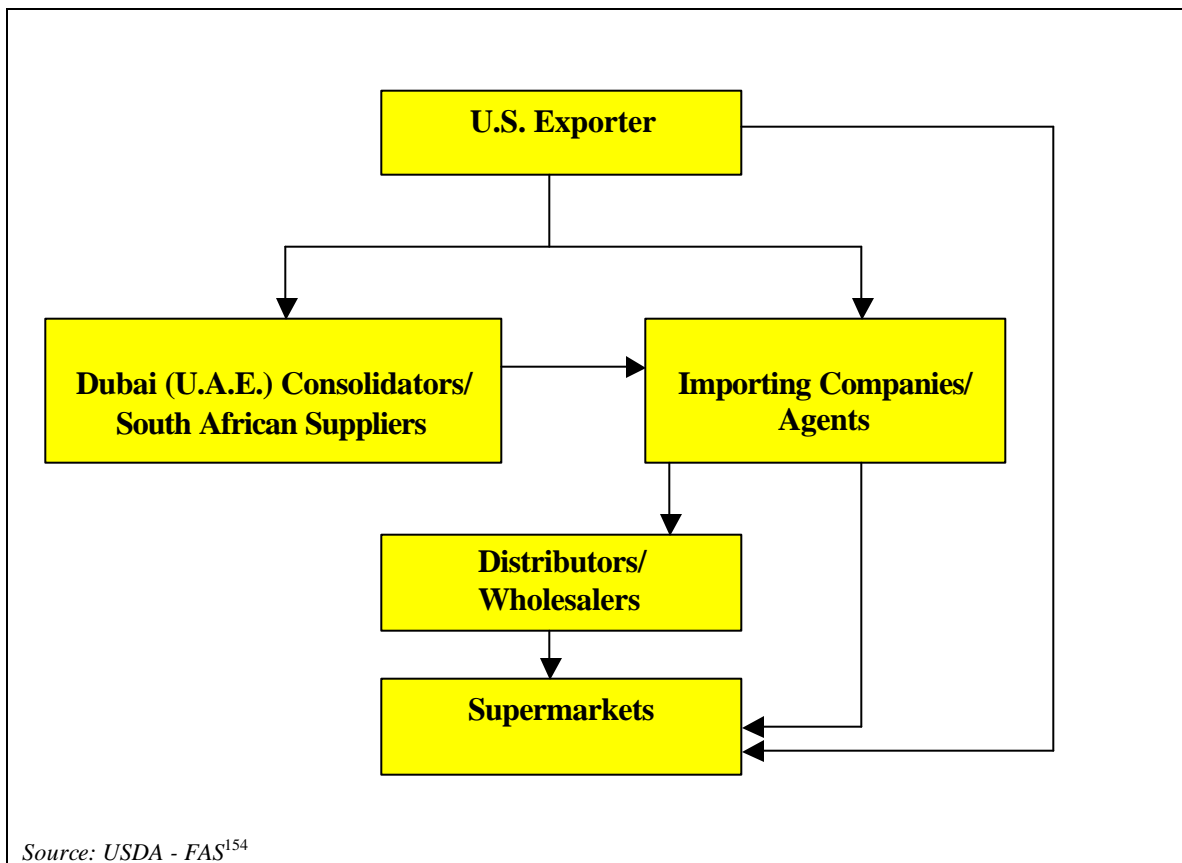 U.S. Exporter
Dubai (U.A.E.) Consolidators/
South African Suppliers
Importing Companies/
Agents
Distributors/
Wholesalers
Supermarkets
Source: USDA - FAS154